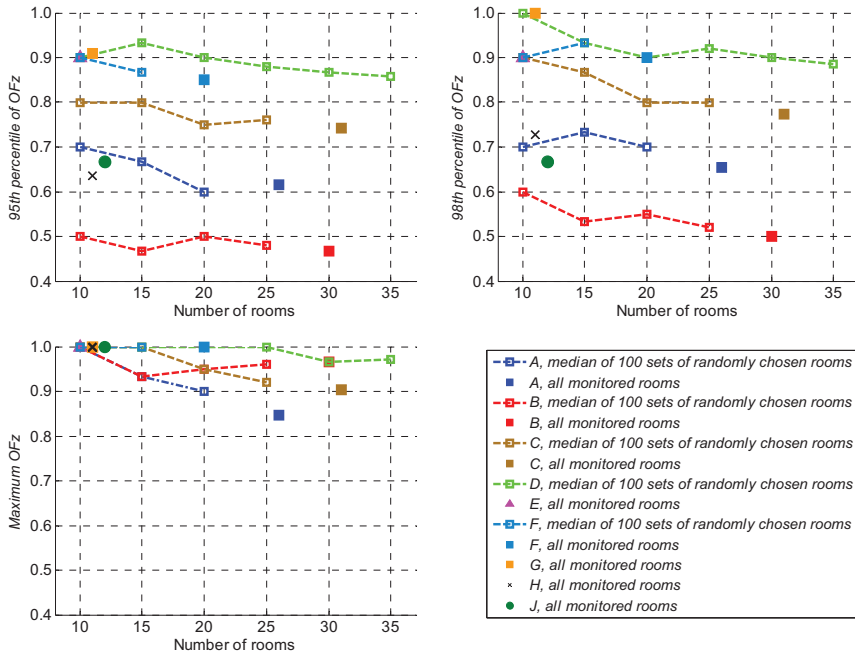 1.0
0.9
0.8
0.7
0.6
0.5
0.4
95th percentile of OFz
10 15 20 25 30 35
Number of rooms
1.0
0.9
0.8
0.7
0.6
0.5
0.4
98th percentile of OFz
10 15 20 25 30 35
Number of rooms
1.0
0.9
0.8
0.7
0.6
0.5
0.4
Maximum OFz
10 15 20 25 30 35
Number of rooms
A, median of 100 sets of randomly chosen rooms
A, all monitored rooms
B, median of 100 sets of randomly chosen rooms
B, all monitored rooms
C, median of 100 sets of randomly chosen rooms
C, all monitored rooms
D, median of 100 sets of randomly chosen rooms
E, all monitored rooms
F, median of 100 sets of randomly chosen rooms
F, all monitored rooms
G, all monitored rooms
H, all monitored rooms
J, all monitored rooms